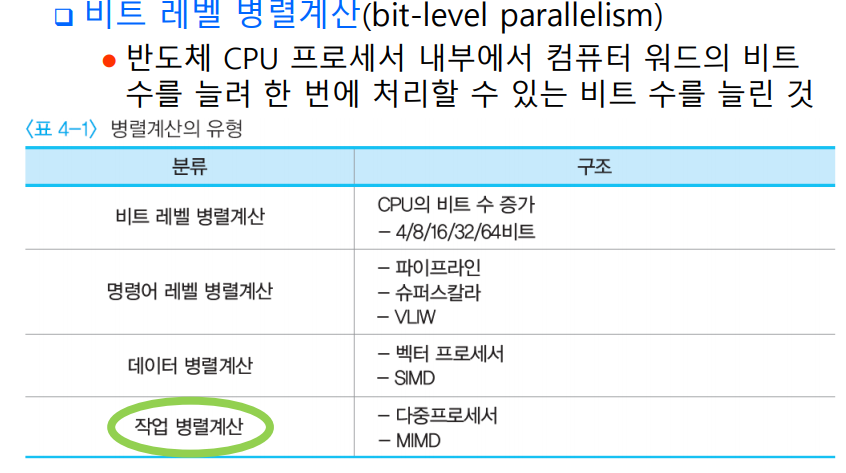 ❑ 비트 레벨 병렬계산(bit-level parallelism)
● 반도체 CPU 프로세서 내부에서 컴퓨터 워드의 비트
수를 늘려 한 번에 처리할 수 있는 비트 수를 늘린 것
〈표 4-1〉 병렬계산의 유형
분류 구조
비트 레벨 병렬계산
CPU의 비트 수 증가
– 4/8/16/32/64비트
명령어 레벨 병렬계산
– 파이프라인
– 슈퍼스칼라
– VLIW
데이터 병렬계산
– 벡터 프로세서
– SIMD
작업 병렬계산
– 다중프로세서
– MIMD